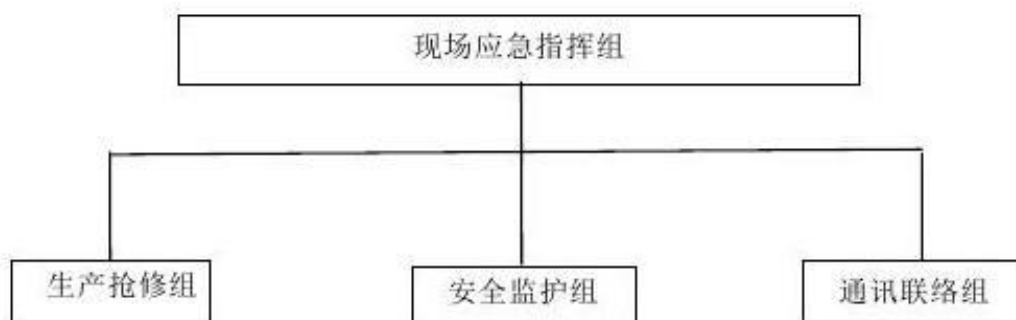 现场应急指挥组
生产抢修组
安全监护组
通讯联络组